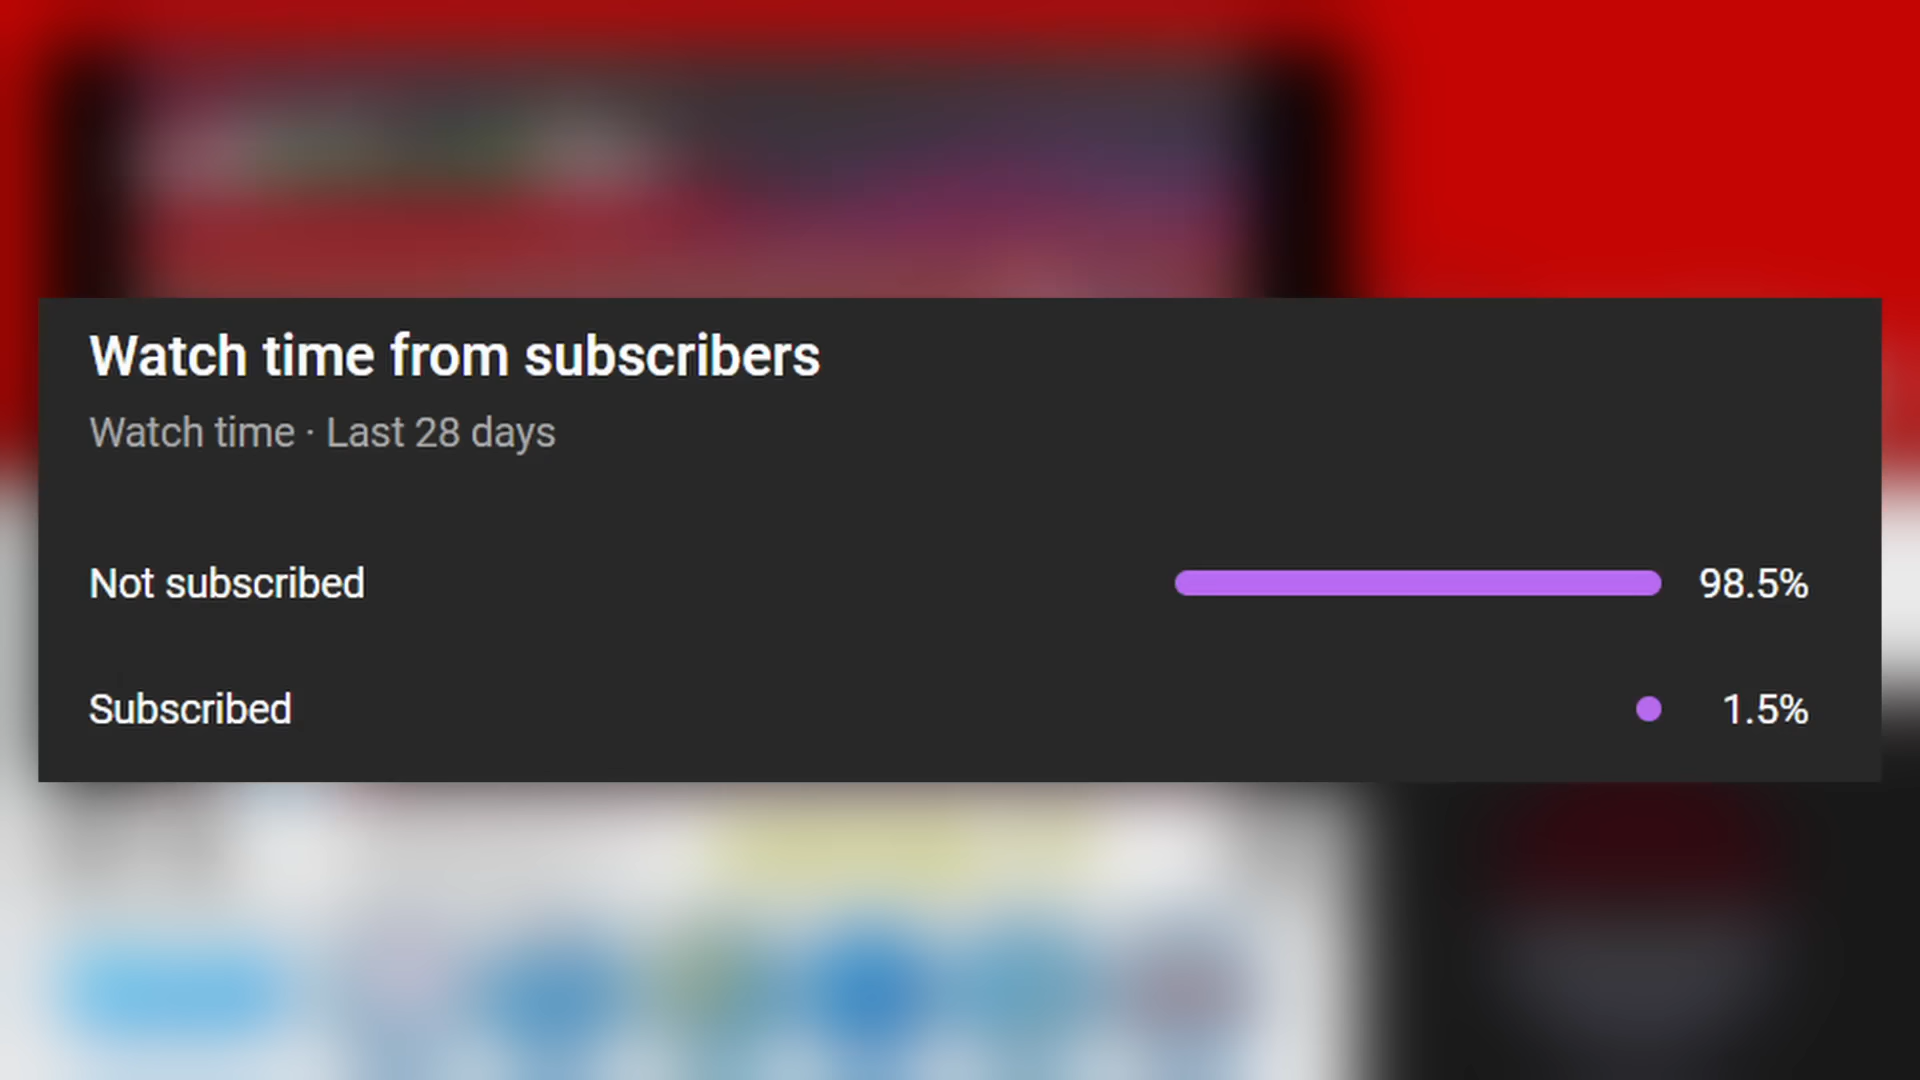 Watch time from subscribers
Watch time · Last 28 days
Not subscribed 98.5%
Subscribed 1.5%